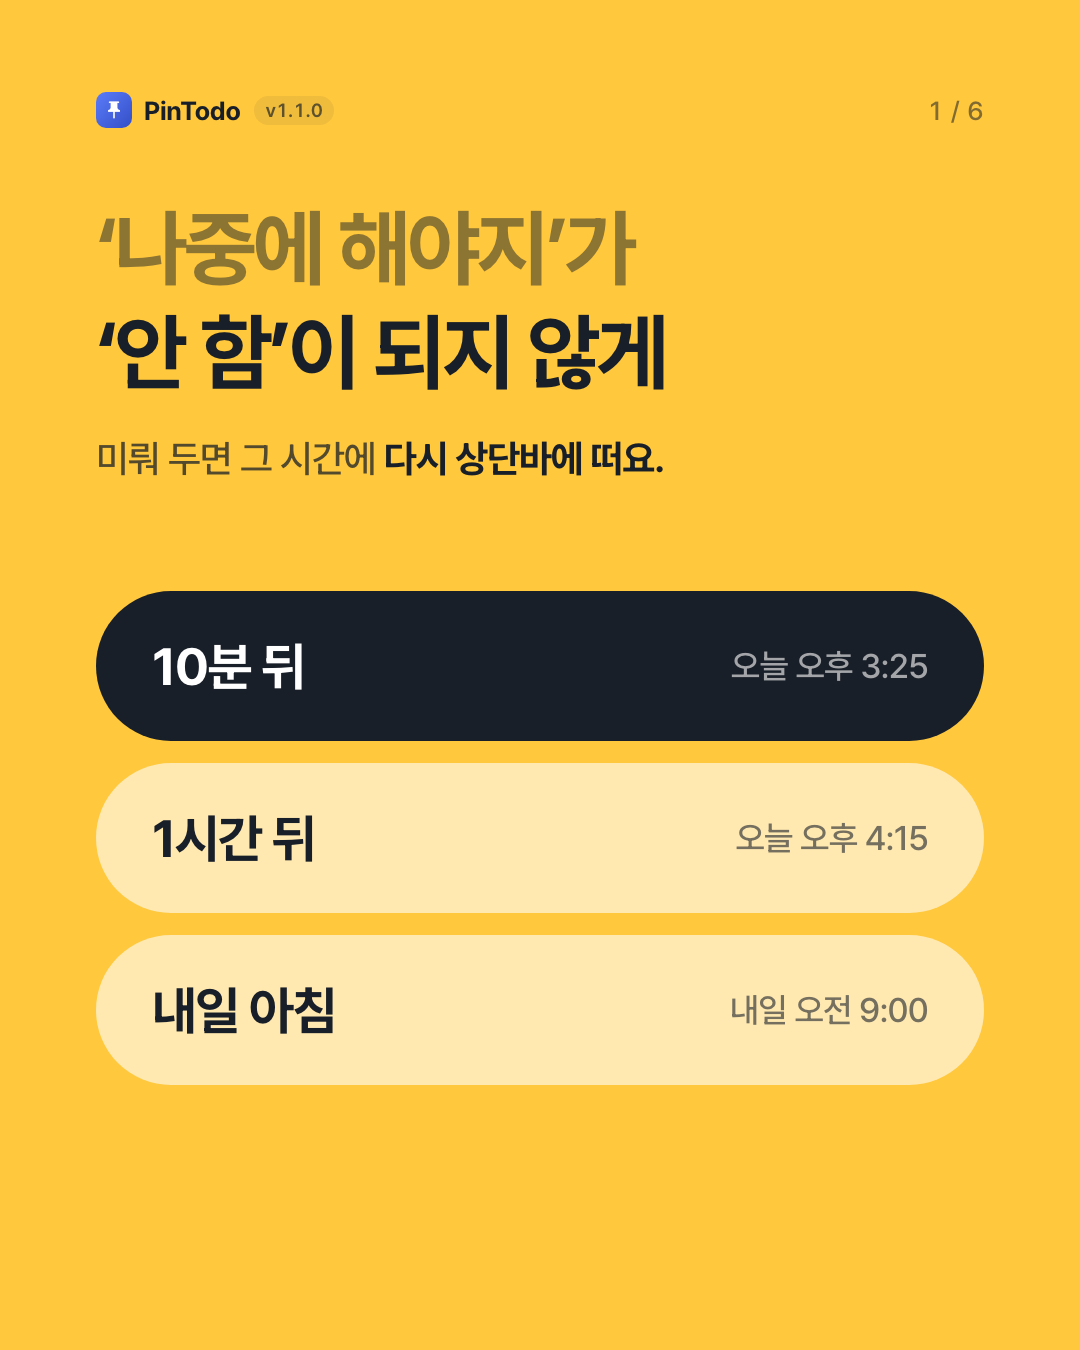 PinTodo v1.1.0 1 / 6
‘나중에 해야지’가
‘안 함’이 되지 않게
미뤄 두면 그 시간에 다시 상단바에 떠요.
10분 뒤 오늘 오후 3:25
1시간 뒤 오늘 오후 4:15
내일 아침 내일 오전 9:00